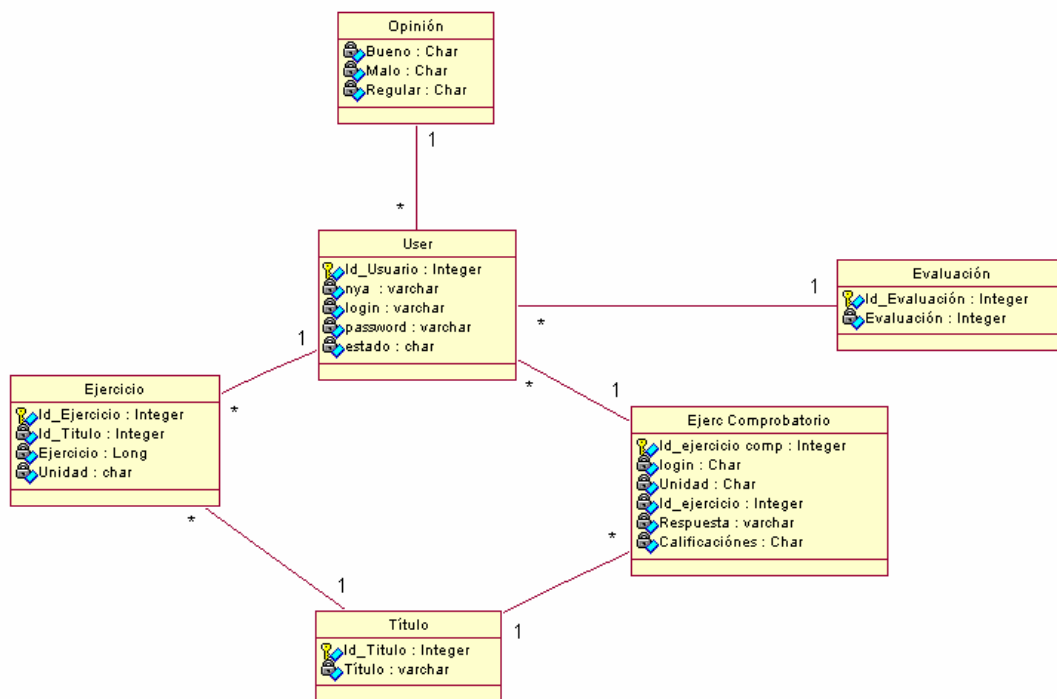 Opinión
Bueno : Char
Malo : Char
Regular : Char
1
*
User
Id_Usuario : Integer
nya : varchar
login : varchar
password : varchar
estado : char
1
*
Evaluación
Id_Evaluación : Integer
Evaluación : Integer
1
*
Ejercicio
Id_Ejercicio : Integer
Id_Titulo : Integer
Ejercicio : Long
Unidad : char
*
1
Ejerc Comprobatorio
Id_ejercicio comp : Integer
login : Char
Unidad : Char
Id_ejercicio : Integer
Respuesta : varchar
Calificaciónes : Char
*
1
*
1
Título
Id_Titulo : Integer
Título : varchar